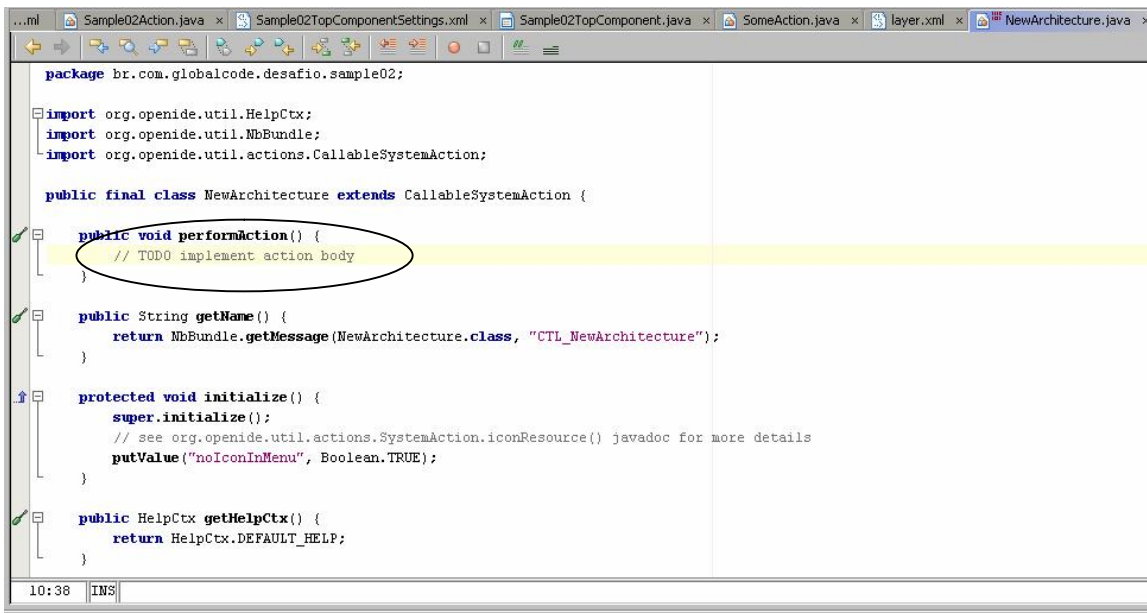 ...ml Sample02Action.java x Sample02TopComponentSettings.xml x Sample02TopComponent.java x SomeAction.java x layer.xml x NewArchitecture.java x
package br.com.globalcode.desafio.sample02;
import org.openide.util.HelpCtx;
import org.openide.util.NbBundle;
import org.openide.util.actions.CallableSystemAction;
public final class NewArchitecture extends CallableSystemAction {
public void performAction() {
// TODO implement action body
}
public String getName() {
return NbBundle.getMessage(NewArchitecture.class, "CTL_NewArchitecture");
}
protected void initialize() {
super.initialize();
// see org.openide.util.actions.SystemAction.iconResource() javadoc for more details
putValue("noIconInMenu", Boolean.TRUE);
}
public HelpCtx getHelpCtx() {
return HelpCtx.DEFAULT_HELP;
}
10:38 INS